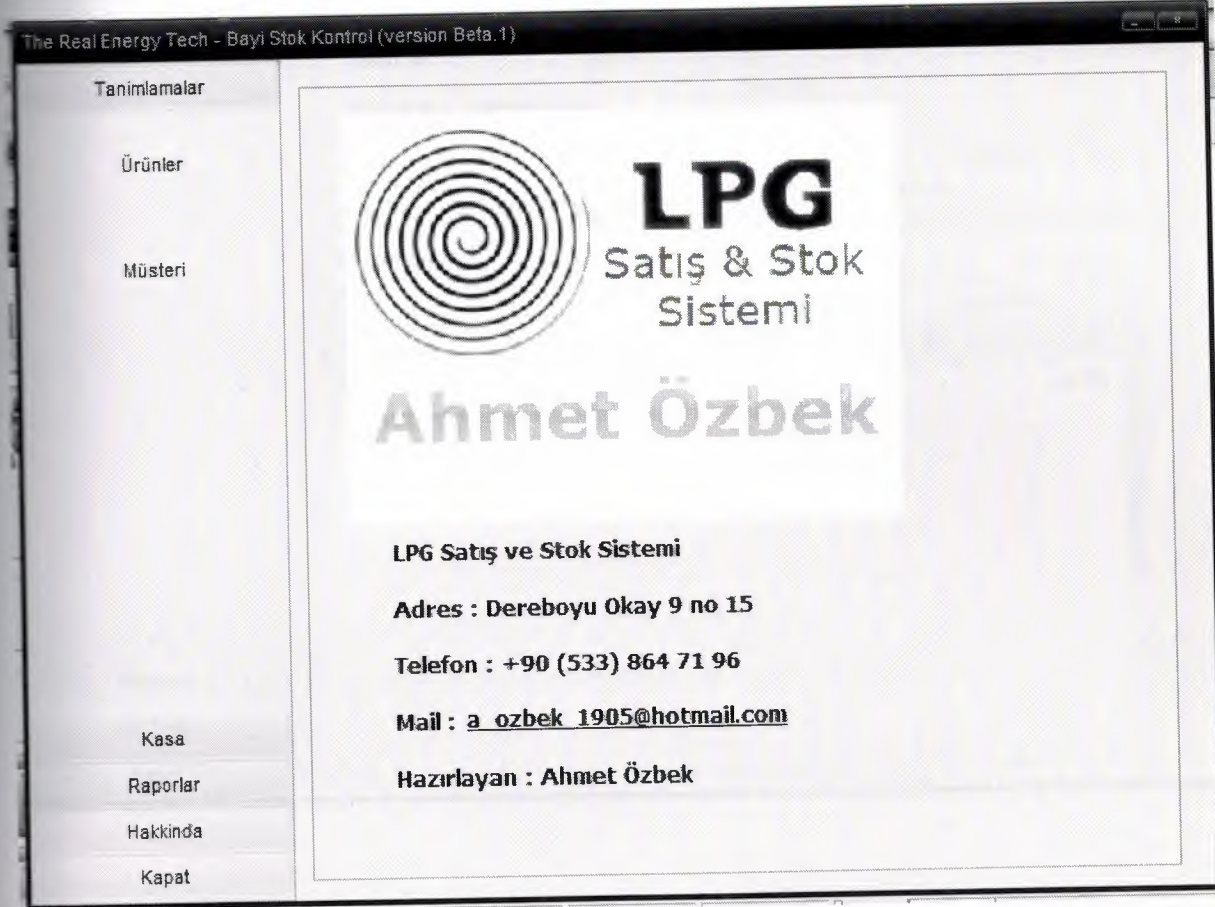 The Real Energy Tech - Bayi Stok Kontrol (version Beta.1)
Tanimlamalar
Ürünler
Müsteri
Kasa
Raporlar
Hakkinda
Kapat
LPG
Satış & Stok
Sistemi
Ahmet Özbek
LPG Satış ve Stok Sistemi
Adres : Dereboyu Okay 9 no 15
Telefon : +90 (533) 864 71 96
Mail : a_ozbek_1905@hotmail.com
Hazırlayan : Ahmet Özbek